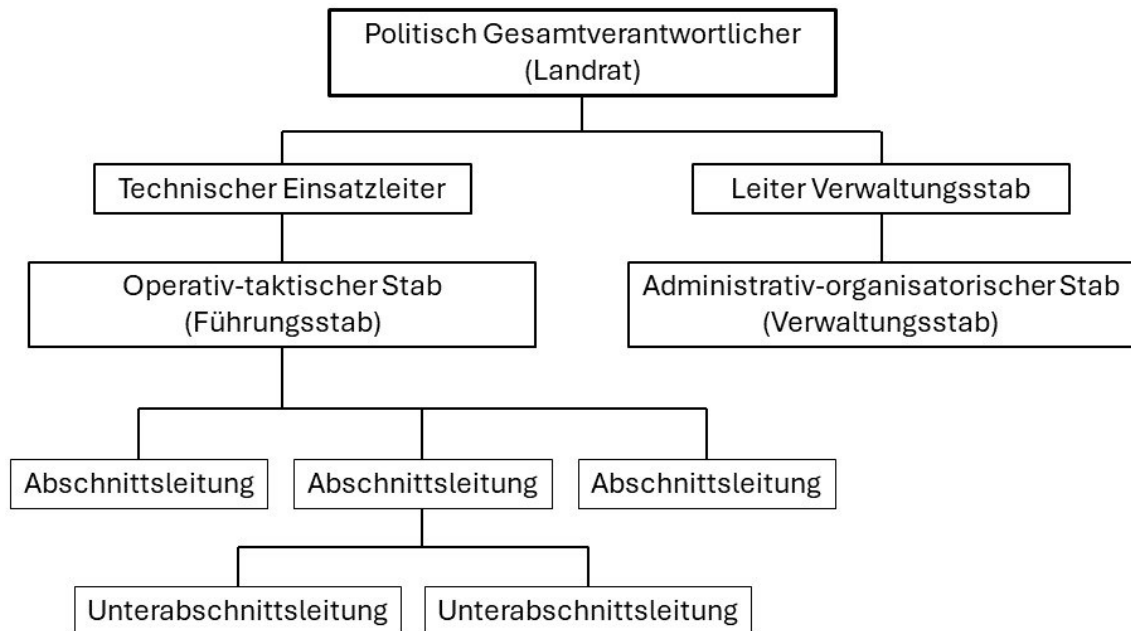 Politisch Gesamtverantwortlicher
(Landrat)
Technischer Einsatzleiter
Leiter Verwaltungsstab
Operativ-taktischer Stab
(Führungsstab)
Administrativ-organisatorischer Stab
(Verwaltungsstab)
Abschnittsleitung
Abschnittsleitung
Abschnittsleitung
Unterabschnittsleitung
Unterabschnittsleitung